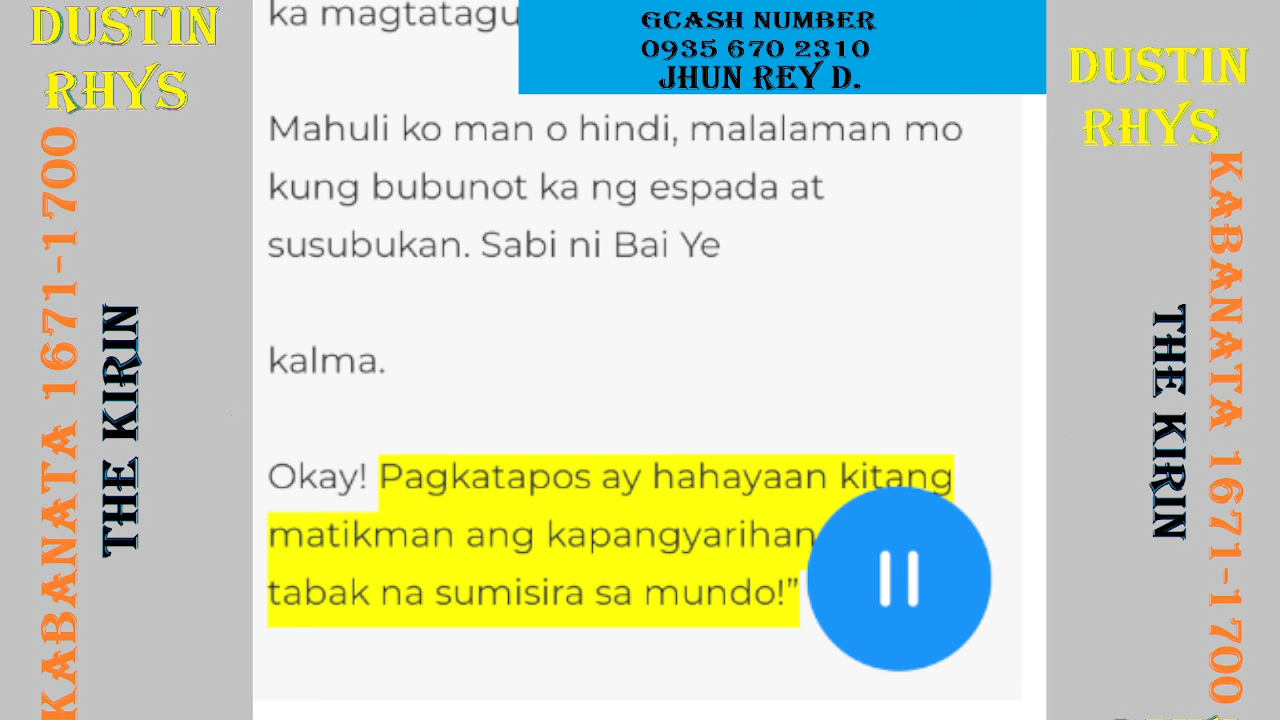 DUSTIN
RHYS
KABANATA 1671-1700
THE KIRIN
ka magtatagu
GCASH NUMBER
0935 670 2310
JHUN REY D.
Mahuli ko man o hindi, malalaman mo
kung bubunot ka ng espada at
susubukan. Sabi ni Bai Ye
kalma.
Okay! Pagkatapos ay hahayaan kitang
matikman ang kapangyarihan
tabak na sumisira sa mundo!”
DUSTIN
RHYS
KABANATA 1671-1700
THE KIRIN